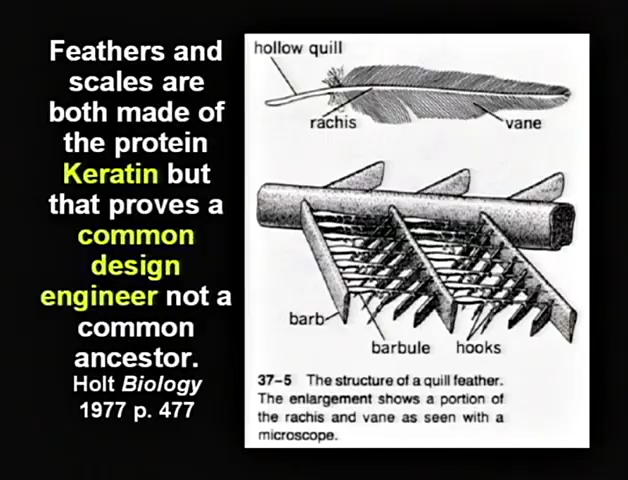 Feathers and
scales are
both made of
the protein
Keratin but
that proves a
common
design
engineer not a
common
ancestor.
Holt Biology
1977 p. 477
hollow quill
rachis
vane
barb
barbule
hooks
37–5 The structure of a quill feather.
The enlargement shows a portion of
the rachis and vane as seen with a
microscope.